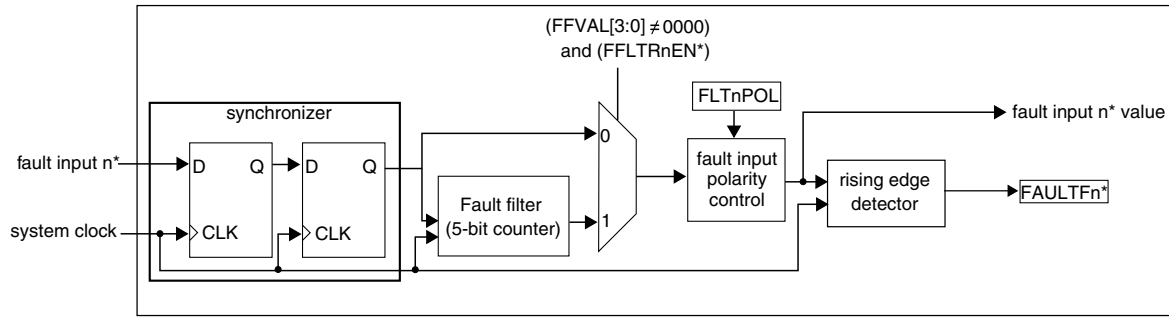 (FFVAL[3:0] ≠ 0000)
and (FFLTRnEN*)
synchronizer
FLTnPOL
fault input n* value
fault input n*
D
Q
D
Q
0
fault input
polarity
control
rising edge
detector
FAULTFn*
Fault filter
(5-bit counter)
1
system clock
CLK
CLK